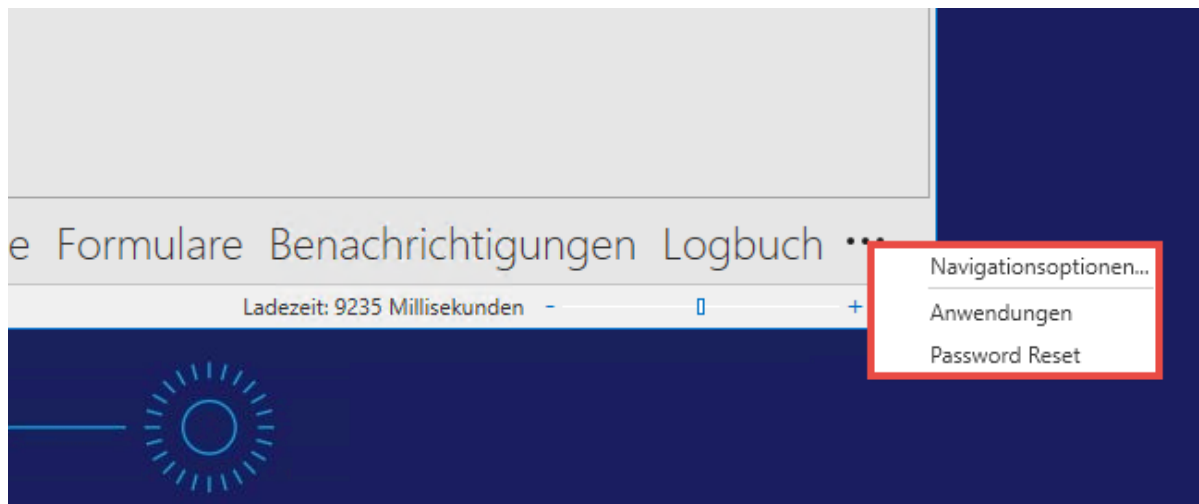 e Formulare Benachrichtigungen Logbuch •••
Ladezeit: 9235 Millisekunden - +
Navigationsoptionen...
Anwendungen
Password Reset